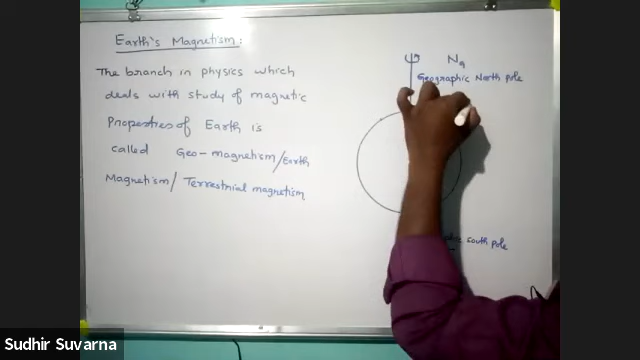 Earth's Magnetism:
The branch in physics which
deals with study of magnetic
Properties of Earth is
called Geo-magnetism/Earth
Magnetism/ Terrestrial magnetism
Ng
Geographic North Pole
South Pole
Sudhir Suvarna